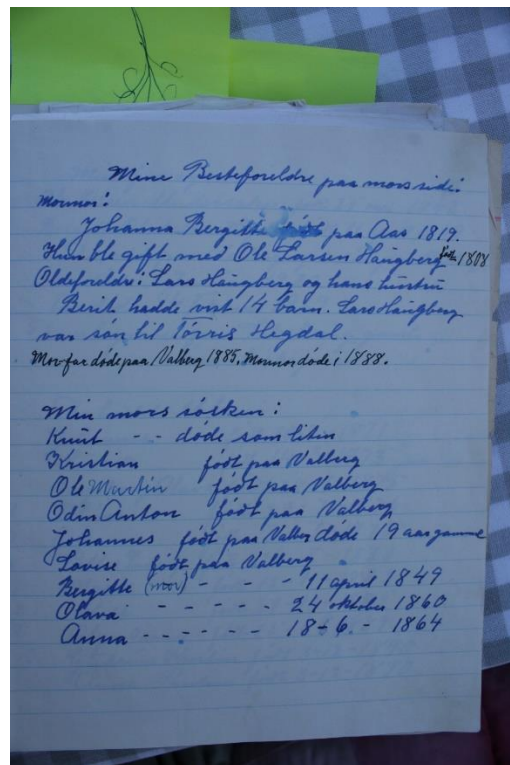 Mine Besteforeldre paa mors side:
Mormor:
Johanna Bergitte født paa Aas 1819.
Hun ble gift med Ole Larsen Haugberg født 1808
Oldeforeldre: Lars Haugberg og hans hustru
Berit hadde vist 14 barn. Lars Haugberg
var søn til Torris Hegdal.
Morfar døde paa Valberg 1885, Mormor døde i 1888.
Min mors søsken:
Knut - - døde som liten
Kristian født paa Valberg
Ole Martin født paa Valberg
Odin Anton født paa Valberg
Johannes født paa Valber døde 19 aar gammel
Lovise født paa Valberg
Bergitte (mor) - - - 11 april 1849
Olava - - - - - 24 oktober 1860
Anna - - - - - - 18-6.- 1864